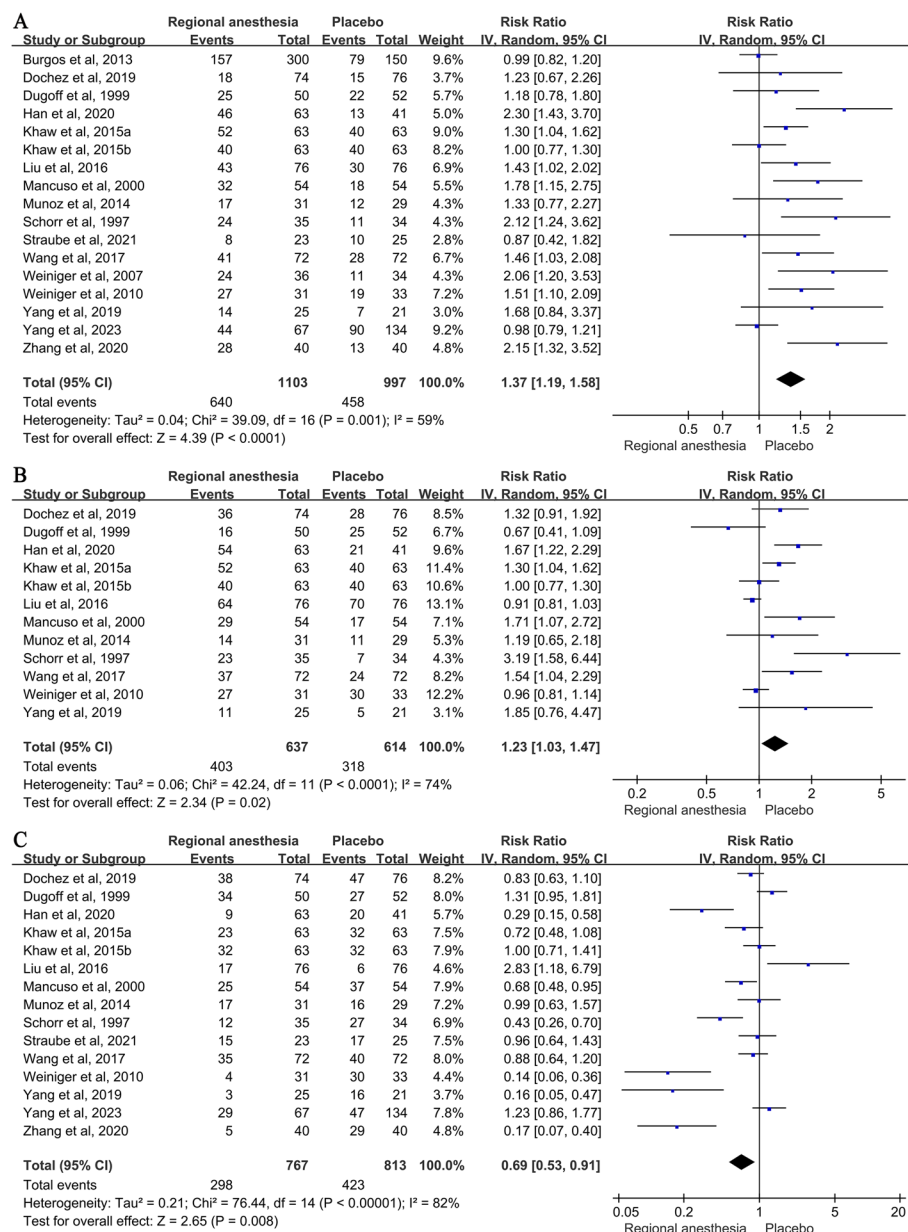 A
Regional anesthesia Placebo Risk Ratio Risk Ratio
Study or Subgroup Events Total Events Total Weight IV, Random, 95% CI IV, Random, 95% CI
Burgos et al, 2013 157 300 79 150 9.6% 0.99 [0.82, 1.20]
Dochez et al, 2019 18 74 15 76 3.7% 1.23 [0.67, 2.26]
Dugoff et al, 1999 25 50 22 52 5.7% 1.18 [0.78, 1.80]
Han et al, 2020 46 63 13 41 5.0% 2.30 [1.43, 3.70]
Khaw et al, 2015a 52 63 40 63 9.0% 1.30 [1.04, 1.62]
Khaw et al, 2015b 40 63 40 63 8.2% 1.00 [0.77, 1.30]
Liu et al, 2016 43 76 30 76 6.9% 1.43 [1.02, 2.02]
Mancuso et al, 2000 32 54 18 54 5.5% 1.78 [1.15, 2.75]
Munoz et al, 2014 17 31 12 29 4.3% 1.33 [0.77, 2.27]
Schorr et al, 1997 24 35 11 34 4.3% 2.12 [1.24, 3.62]
Straube et al, 2021 8 23 10 25 2.8% 0.87 [0.42, 1.82]
Wang et al, 2017 41 72 28 72 6.8% 1.46 [1.03, 2.08]
Weiniger et al, 2007 24 36 11 34 4.3% 2.06 [1.20, 3.53]
Weiniger et al, 2010 27 31 19 33 7.2% 1.51 [1.10, 2.09]
Yang et al, 2019 14 25 7 21 3.0% 1.68 [0.84, 3.37]
Yang et al, 2023 44 67 90 134 9.2% 0.98 [0.79, 1.21]
Zhang et al, 2020 28 40 13 40 4.8% 2.15 [1.32, 3.52]
Total (95% CI) 1103 997 100.0% 1.37 [1.19, 1.58]
Total events 640 458
Heterogeneity: Tau² = 0.04; Chi² = 39.09, df = 16 (P = 0.001); I² = 59%
Test for overall effect: Z = 4.39 (P < 0.0001)
0.5 0.7 1 1.5 2
Regional anesthesia Placebo
B
Regional anesthesia Placebo Risk Ratio Risk Ratio
Study or Subgroup Events Total Events Total Weight IV, Random, 95% CI IV, Random, 95% CI
Dochez et al, 2019 36 74 28 76 8.5% 1.32 [0.91, 1.92]
Dugoff et al, 1999 16 50 25 52 6.7% 0.67 [0.41, 1.09]
Han et al, 2020 54 63 21 41 9.6% 1.67 [1.22, 2.29]
Khaw et al, 2015a 52 63 40 63 11.4% 1.30 [1.04, 1.62]
Khaw et al, 2015b 40 63 40 63 10.6% 1.00 [0.77, 1.30]
Liu et al, 2016 64 76 70 76 13.1% 0.91 [0.81, 1.03]
Mancuso et al, 2000 29 54 17 54 7.1% 1.71 [1.07, 2.72]
Munoz et al, 2014 14 31 11 29 5.3% 1.19 [0.65, 2.18]
Schorr et al, 1997 23 35 7 34 4.3% 3.19 [1.58, 6.44]
Wang et al, 2017 37 72 24 72 8.2% 1.54 [1.04, 2.29]
Weiniger et al, 2010 27 31 30 33 12.2% 0.96 [0.81, 1.14]
Yang et al, 2019 11 25 5 21 3.1% 1.85 [0.76, 4.47]
Total (95% CI) 637 614 100.0% 1.23 [1.03, 1.47]
Total events 403 318
Heterogeneity: Tau² = 0.06; Chi² = 42.24, df = 11 (P < 0.0001); I² = 74%
Test for overall effect: Z = 2.34 (P = 0.02)
0.2 0.5 1 2 5
Regional anesthesia Placebo
C
Regional anesthesia Placebo Risk Ratio Risk Ratio
Study or Subgroup Events Total Events Total Weight IV, Random, 95% CI IV, Random, 95% CI
Dochez et al, 2019 38 74 47 76 8.2% 0.83 [0.63, 1.10]
Dugoff et al, 1999 34 50 27 52 8.0% 1.31 [0.95, 1.81]
Han et al, 2020 9 63 20 41 5.7% 0.29 [0.15, 0.58]
Khaw et al, 2015a 23 63 32 63 7.5% 0.72 [0.48, 1.08]
Khaw et al, 2015b 32 63 32 63 7.9% 1.00 [0.71, 1.41]
Liu et al, 2016 17 76 6 76 4.6% 2.83 [1.18, 6.79]
Mancuso et al, 2000 25 54 37 54 7.9% 0.68 [0.48, 0.95]
Munoz et al, 2014 17 31 16 29 7.2% 0.99 [0.63, 1.57]
Schorr et al, 1997 12 35 27 34 6.9% 0.43 [0.26, 0.70]
Straube et al, 2021 15 23 17 25 7.5% 0.96 [0.64, 1.43]
Wang et al, 2017 35 72 40 72 8.0% 0.88 [0.64, 1.20]
Weiniger et al, 2010 4 31 30 33 4.4% 0.14 [0.06, 0.36]
Yang et al, 2019 3 25 16 21 3.7% 0.16 [0.05, 0.47]
Yang et al, 2023 29 67 47 134 7.8% 1.23 [0.86, 1.77]
Zhang et al, 2020 5 40 29 40 4.8% 0.17 [0.07, 0.40]
Total (95% CI) 767 813 100.0% 0.69 [0.53, 0.91]
Total events 298 423
Heterogeneity: Tau² = 0.21; Chi² = 76.44, df = 14 (P < 0.00001); I² = 82%
Test for overall effect: Z = 2.65 (P = 0.008)
0.05 0.2 1 5 20
Regional anesthesia Placebo